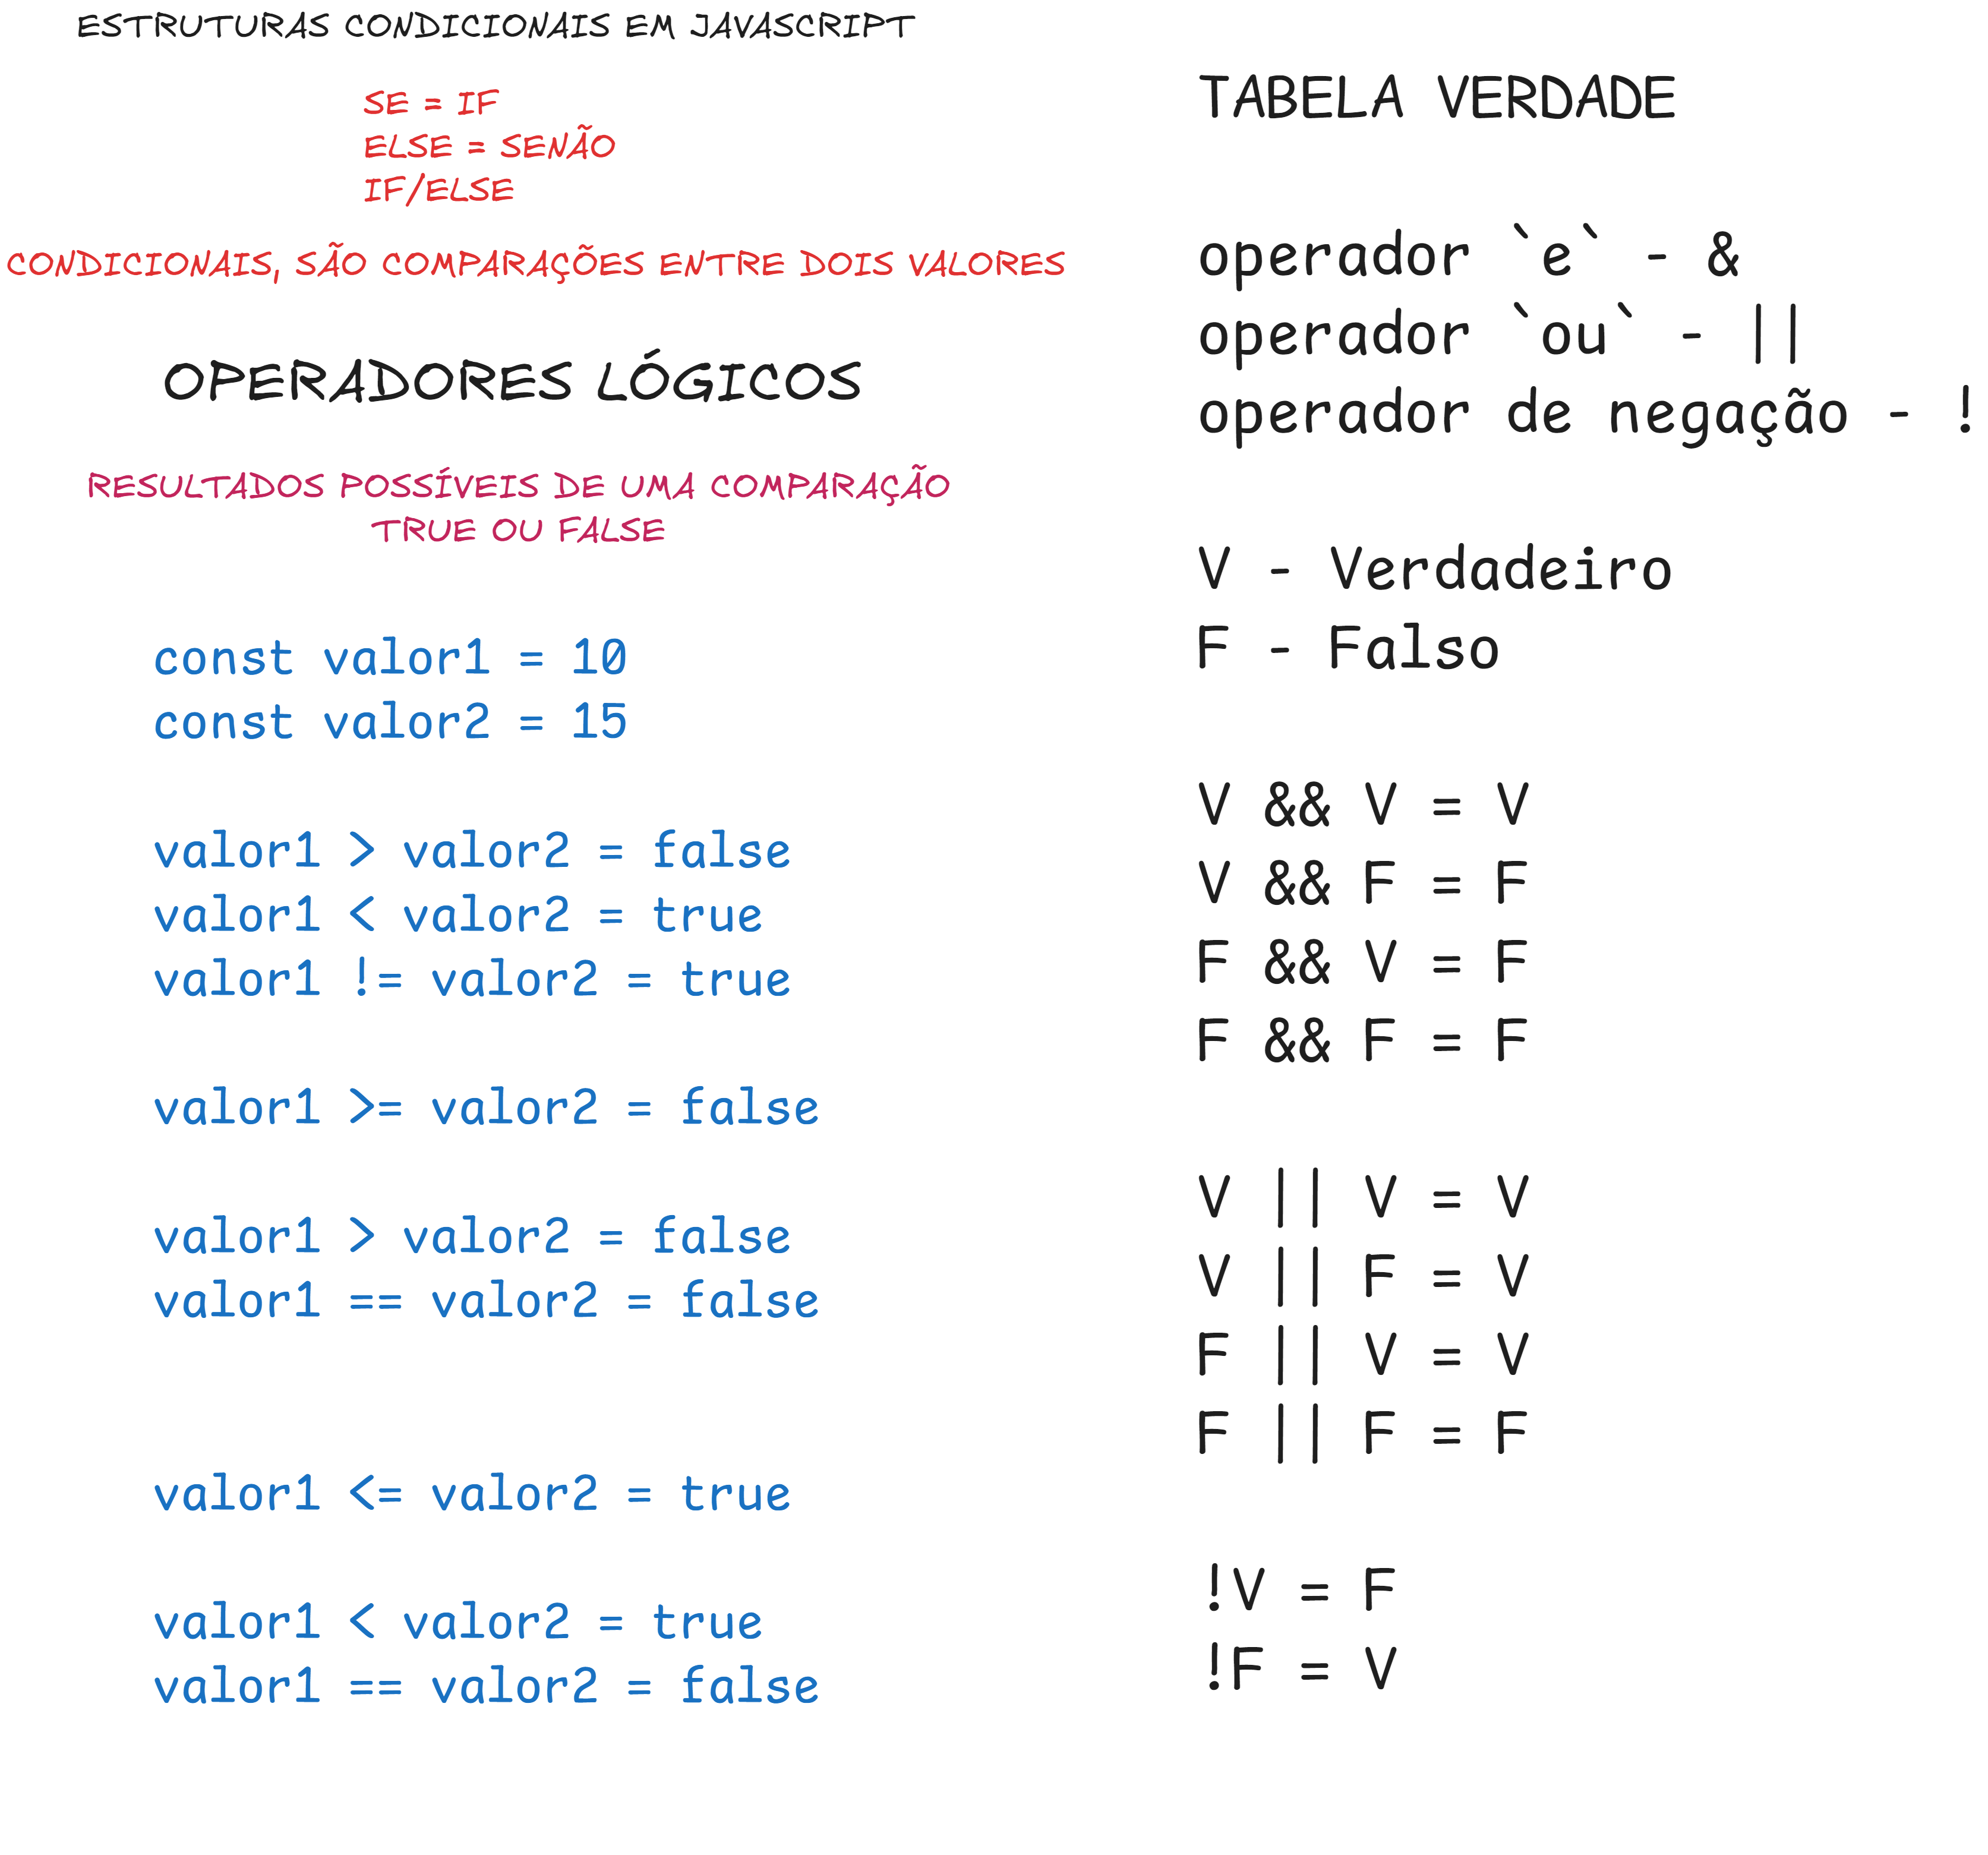 ESTRUTURAS CONDICIONAIS EM JAVASCRIPT
SE = IF
ELSE = SENÃO
IF/ELSE
CONDICIONAIS, SÃO COMPARAÇÕES ENTRE DOIS VALORES
OPERADORES LÓGICOS
RESULTADOS POSSÍVEIS DE UMA COMPARAÇÃO
TRUE OU FALSE
const valor1 = 10
const valor2 = 15
valor1 > valor2 = false
valor1 < valor2 = true
valor1 != valor2 = true
valor1 >= valor2 = false
valor1 > valor2 = false
valor1 == valor2 = false
valor1 <= valor2 = true
valor1 < valor2 = true
valor1 == valor2 = false
TABELA VERDADE
operador `e` - &
operador `ou` - ||
operador de negação - !
V - Verdadeiro
F - Falso
V && V = V
V && F = F
F && V = F
F && F = F
V || V = V
V || F = V
F || V = V
F || F = F
!V = F
!F = V